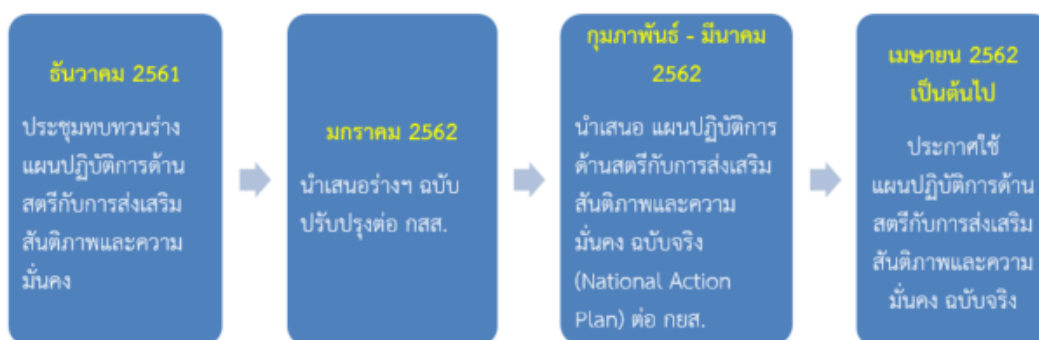 ธันวาคม 2561
ประชุมทบทวนร่าง
แผนปฏิบัติการด้าน
สตรีกับการส่งเสริม
สันติภาพและความ
มั่นคง
มกราคม 2562
นำเสนอร่างฯ ฉบับ
ปรับปรุงต่อ กสส.
กุมภาพันธ์ - มีนาคม
2562
นำเสนอ แผนปฏิบัติการ
ด้านสตรีกับการส่งเสริม
สันติภาพและความ
มั่นคง ฉบับจริง
(National Action
Plan) ต่อ กยส.
เมษายน 2562
เป็นต้นไป
ประกาศใช้
แผนปฏิบัติการด้าน
สตรีกับการส่งเสริม
สันติภาพและความ
มั่นคง ฉบับจริง